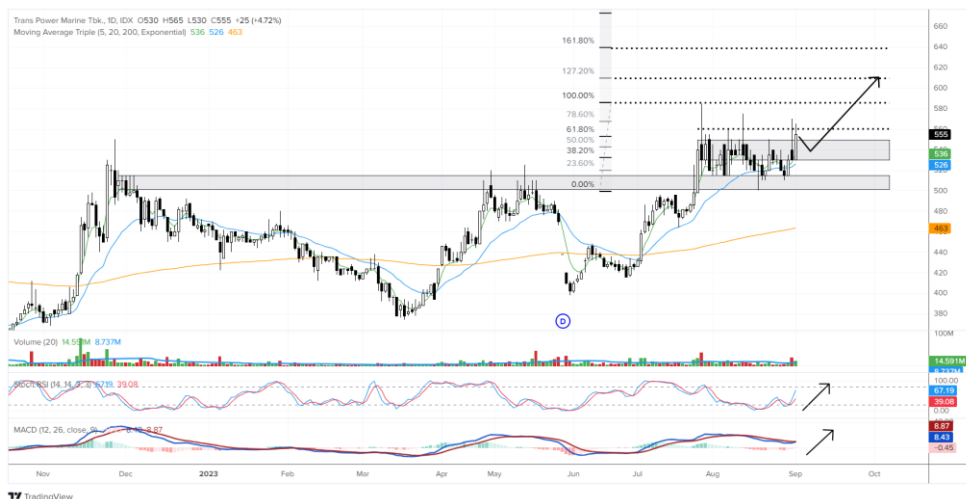 Trans Power Marine Tbk., 1D, IDX O530 H565 L530 C555 +25 (+4.72%)
Moving Average Triple (5, 20, 200, Exponential) 536 526 463
161.80%
127.20%
100.00%
78.60%
61.80%
50.00%
38.20%
23.60%
0.00%
660
640
620
600
580
555
536
526
500
480
463
440
420
400
380
D
Volume (20) 14.591M 8.737M
100M
14.591M
8.737M
Stoch RSI (14, 14, 3, 3) 67.19 39.08
100.00
67.19
39.08
0.00
MACD (12, 26, close, 9) 8.43 8.87
8.87
8.43
-0.45
Nov Dec 2023 Feb Mar Apr May Jun Jul Aug Sep Oct
TradingView